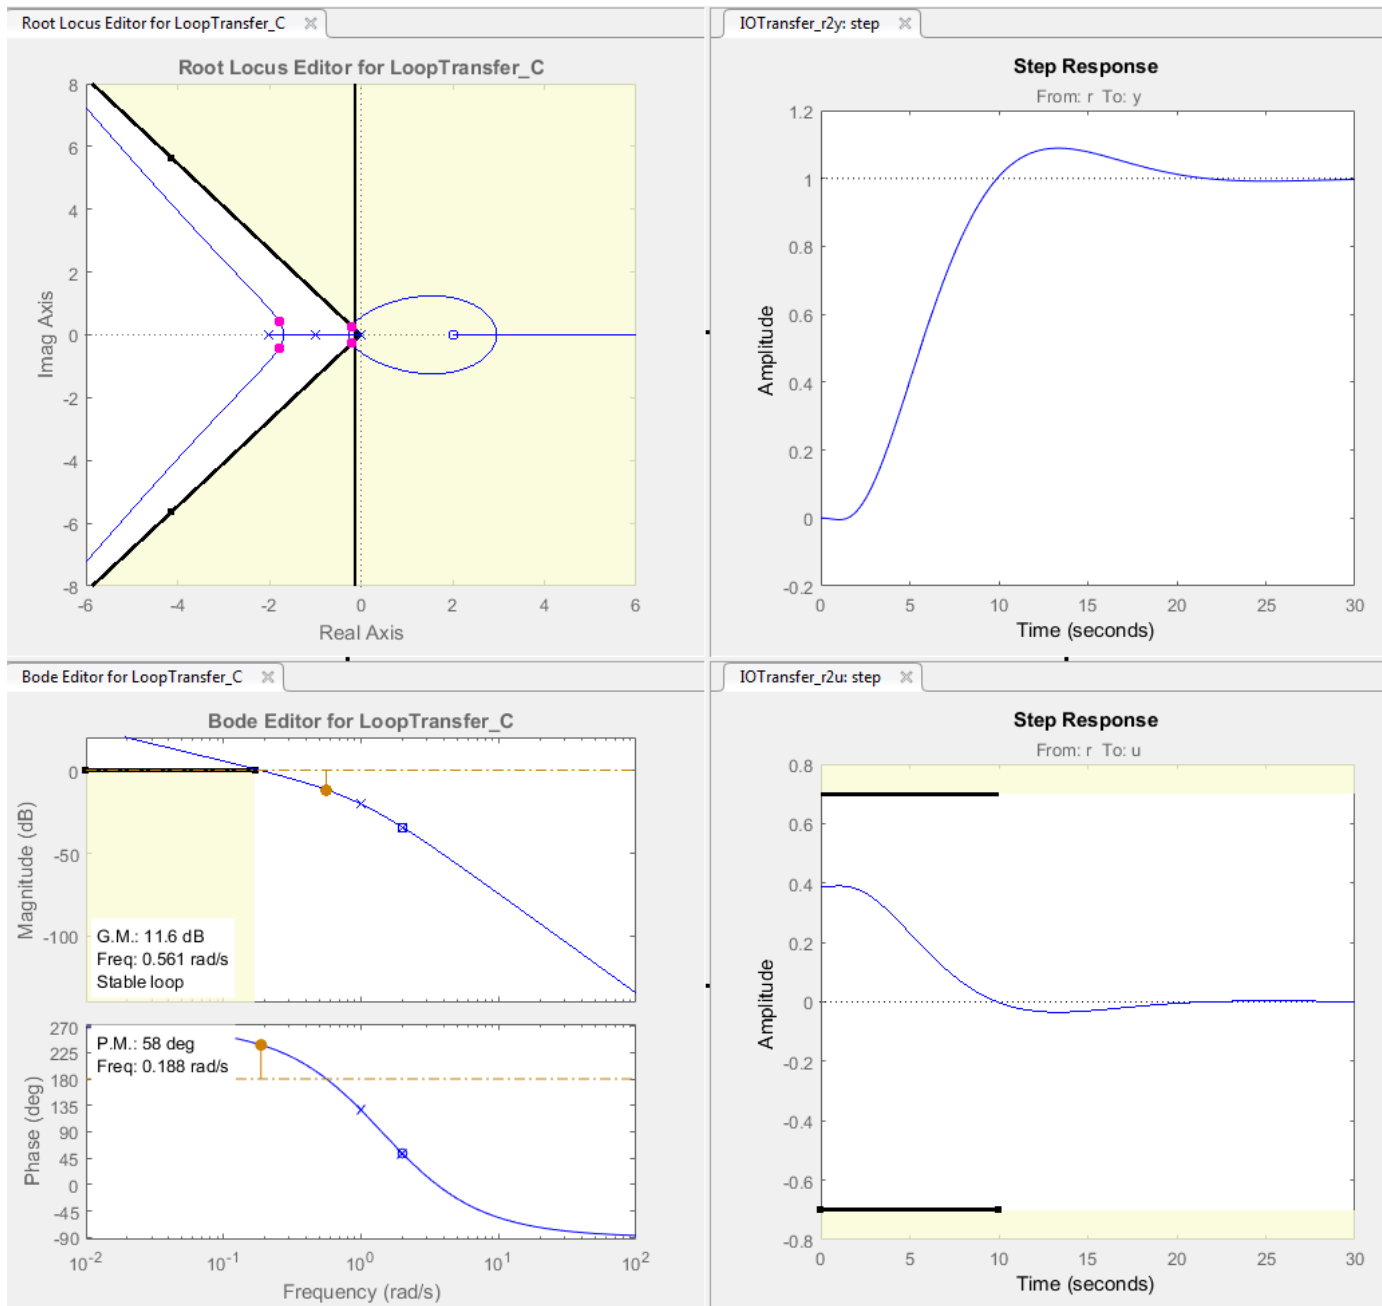 Root Locus Editor for LoopTransfer_C
Root Locus Editor for LoopTransfer_C
8
6
4
2
0
-2
-4
-6
-8
Imag Axis
-6 -4 -2 0 2 4 6
Real Axis
IOTransfer_r2y: step
Step Response
From: r To: y
1.2
1
0.8
0.6
0.4
0.2
0
-0.2
Amplitude
0 5 10 15 20 25 30
Time (seconds)
Bode Editor for LoopTransfer_C
Bode Editor for LoopTransfer_C
0
-50
-100
Magnitude (dB)
G.M.: 11.6 dB
Freq: 0.561 rad/s
Stable loop
270
225
180
135
90
45
0
-45
-90
Phase (deg)
P.M.: 58 deg
Freq: 0.188 rad/s
10^-2 10^-1 10^0 10^1 10^2
Frequency (rad/s)
IOTransfer_r2u: step
Step Response
From: r To: u
0.8
0.6
0.4
0.2
0
-0.2
-0.4
-0.6
-0.8
Amplitude
0 5 10 15 20 25 30
Time (seconds)